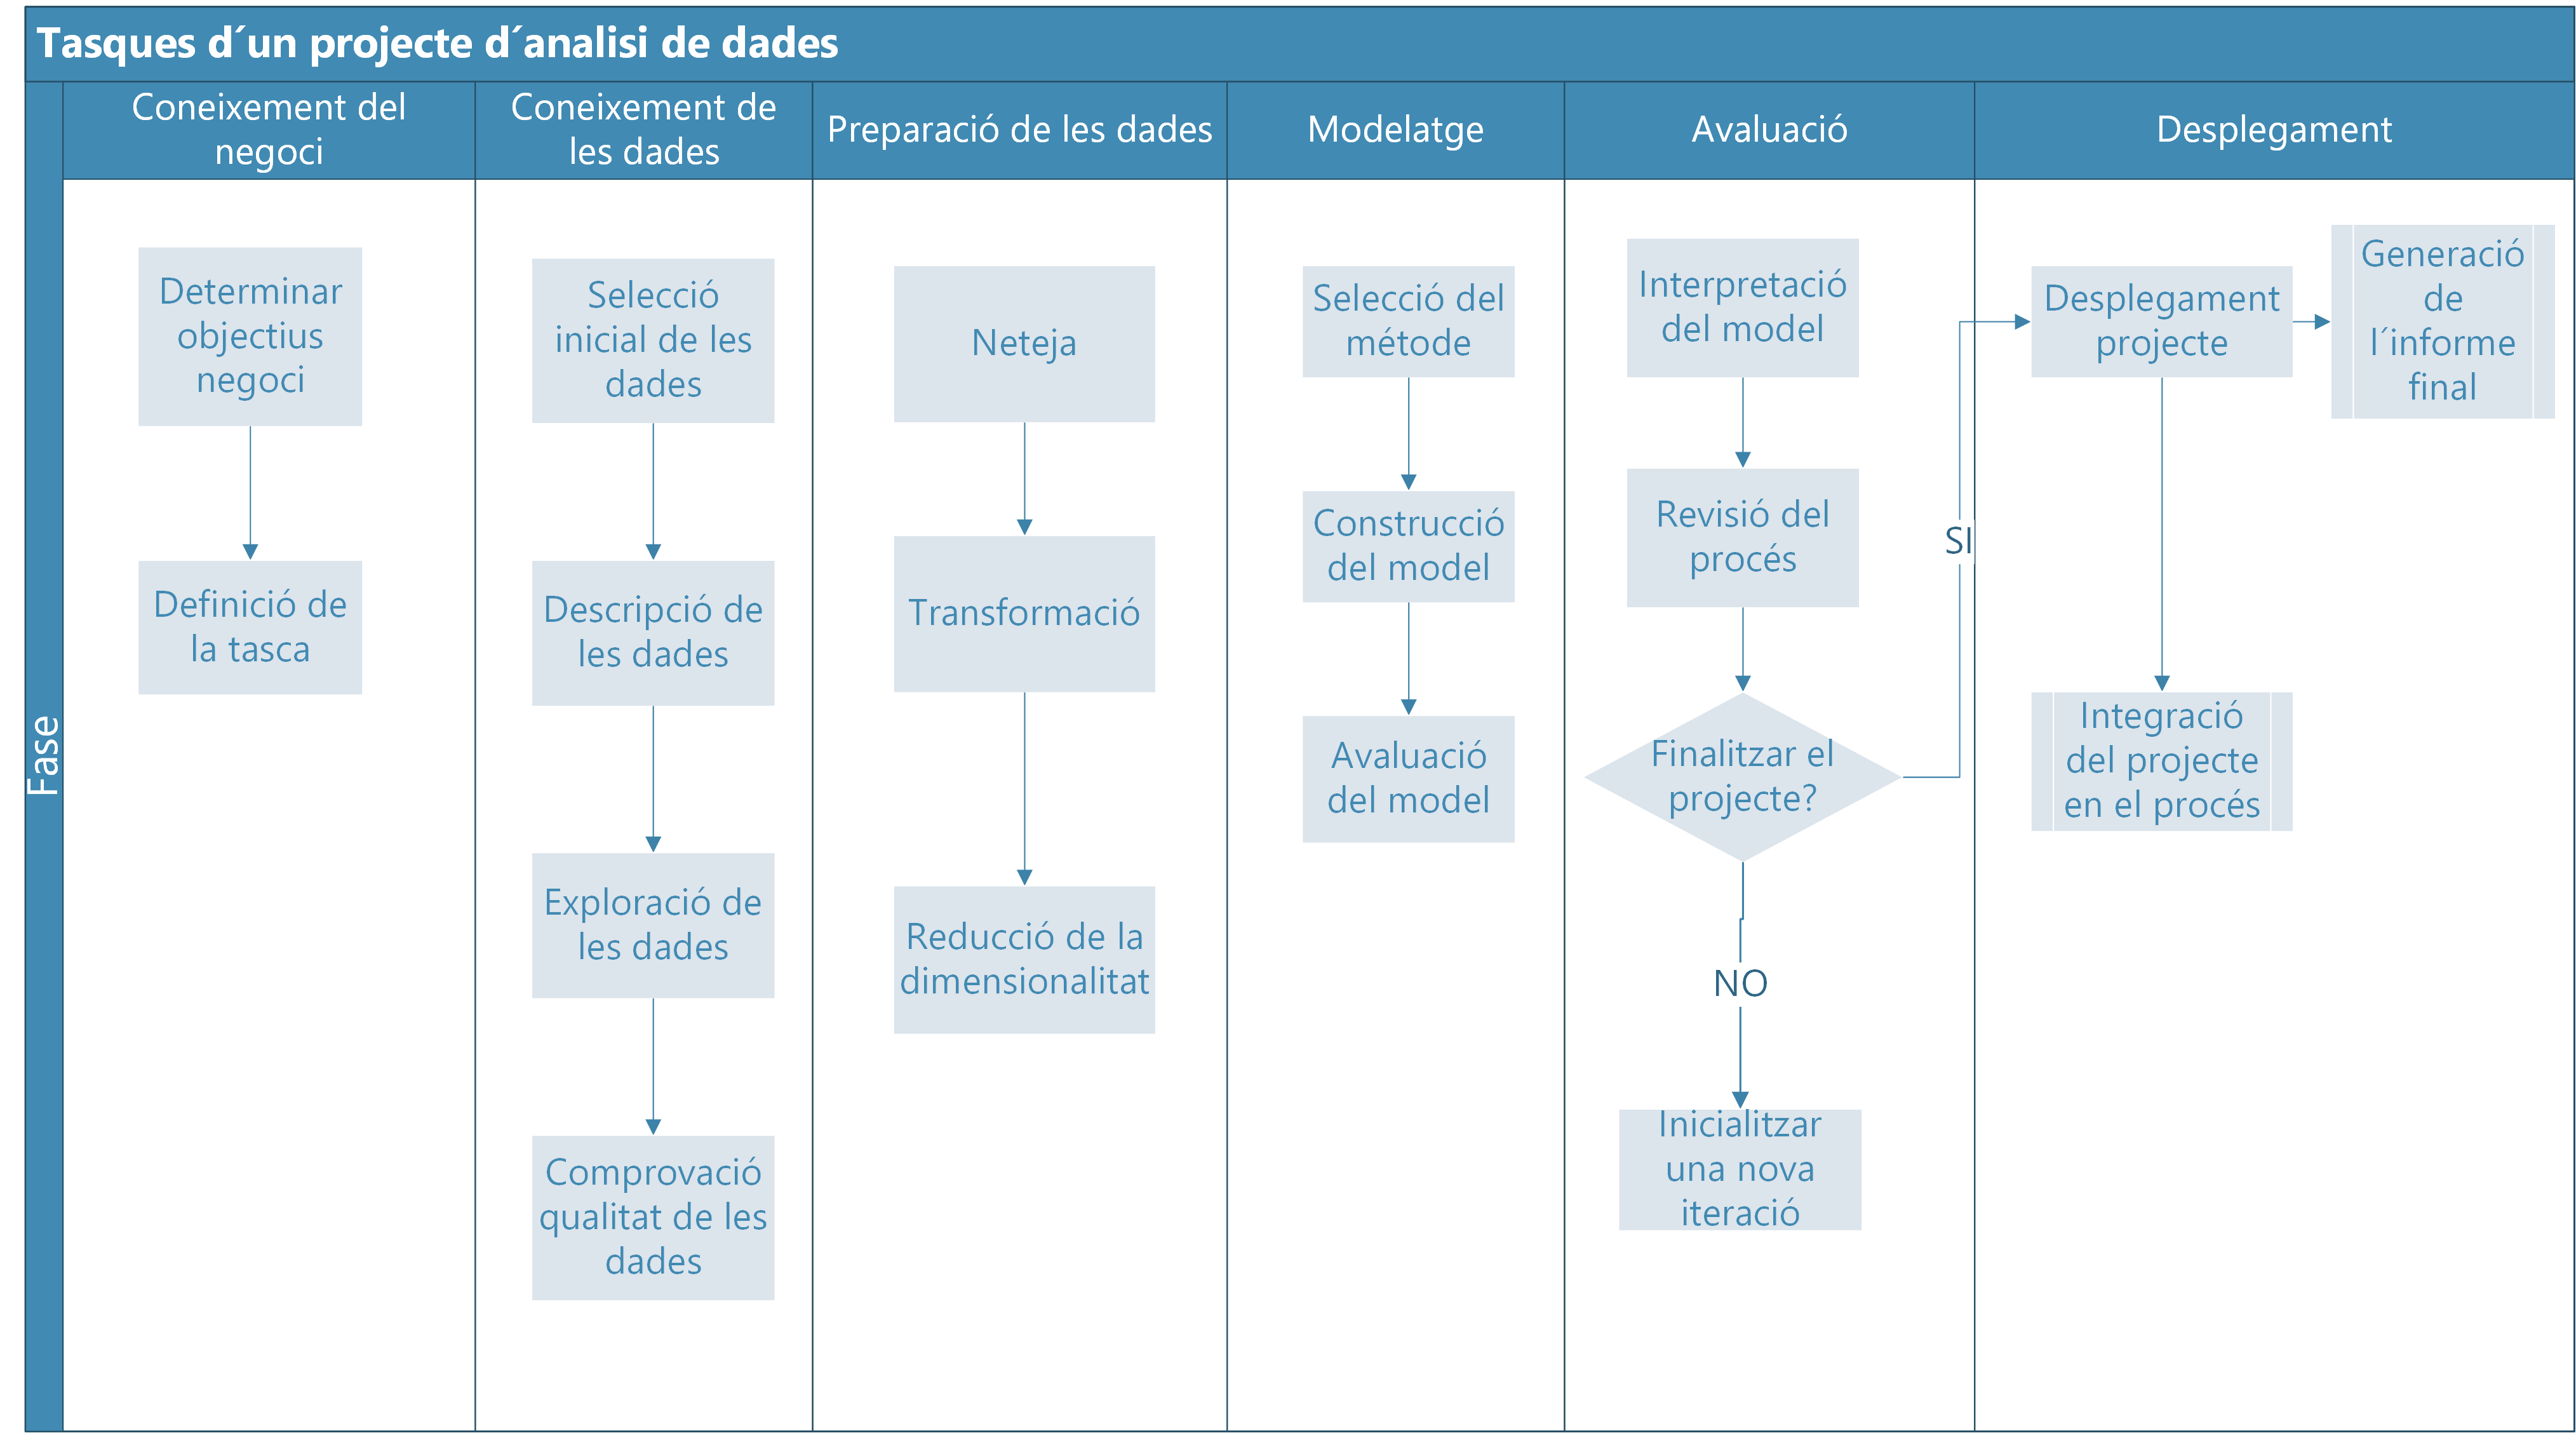 Tasques d´un projecte d´analisi de dades
Fase
Coneixement del
negoci
Coneixement de
les dades
Preparació de les dades
Modelatge
Avaluació
Desplegament
Determinar
objectius
negoci
Definició de
la tasca
Selecció
inicial de les
dades
Descripció de
les dades
Exploració de
les dades
Comprovació
qualitat de les
dades
Neteja
Transformació
Reducció de la
dimensionalitat
Selecció del
métode
Construcció
del model
Avaluació
del model
Interpretació
del model
Revisió del
procés
Finalitzar el
projecte?
SI
NO
Inicialitzar
una nova
iteració
Desplegament
projecte
Generació
de
l´informe
final
Integració
del projecte
en el procés